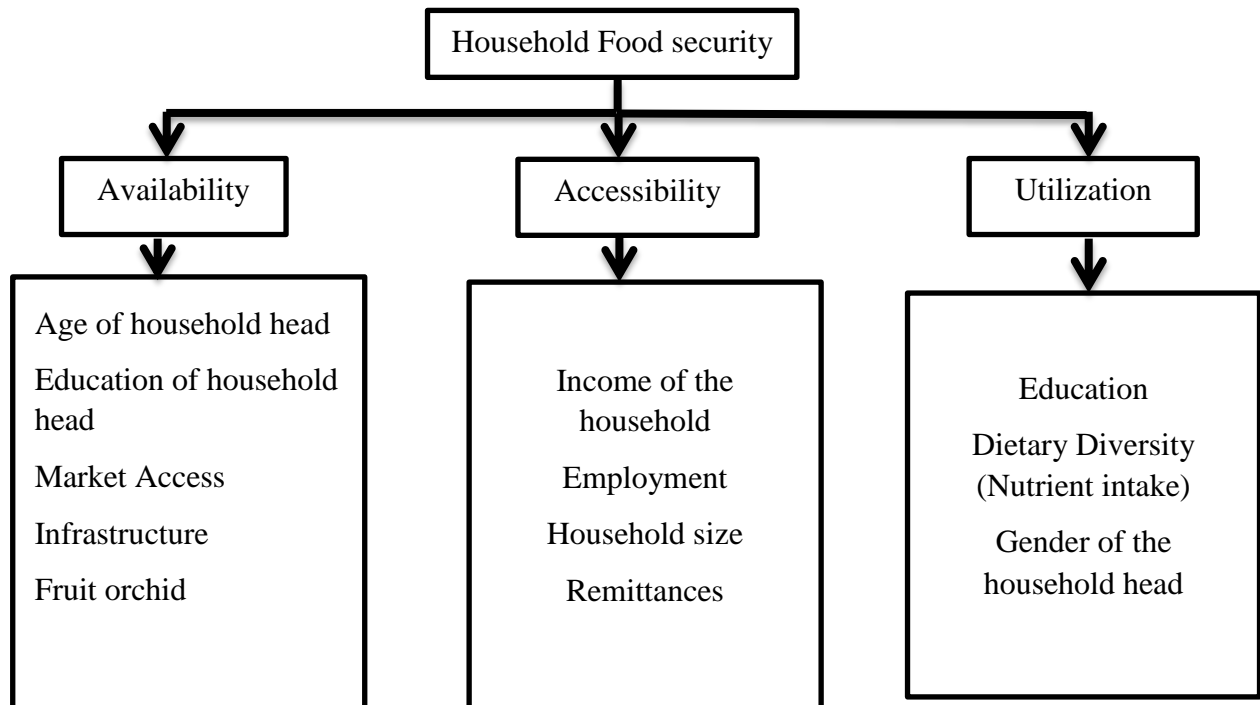 Household Food security
Availability
Accessibility
Utilization
Age of household head
Education of household
head
Market Access
Infrastructure
Fruit orchid
Income of the
household
Employment
Household size
Remittances
Education
Dietary Diversity
(Nutrient intake)
Gender of the
household head